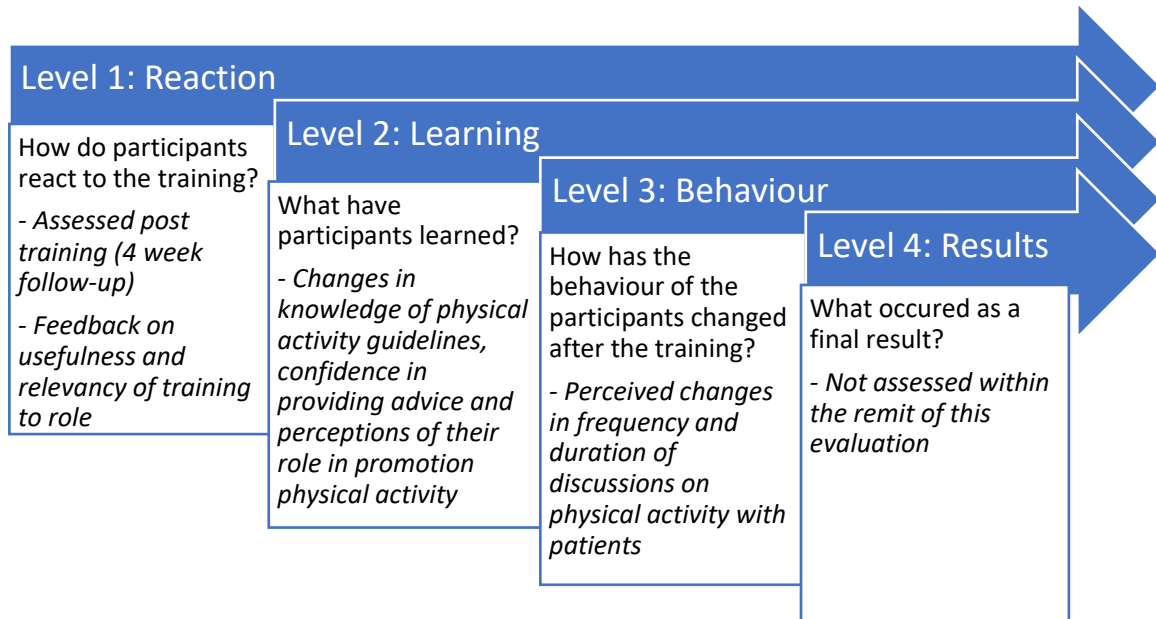 Level 1: Reaction
How do participants
react to the training?
- Assessed post
training (4 week
follow-up)
- Feedback on
usefulness and
relevancy of training
to role
Level 2: Learning
What have
participants learned?
- Changes in
knowledge of physical
activity guidelines,
confidence in
providing advice and
perceptions of their
role in promotion
physical activity
Level 3: Behaviour
How has the
behaviour of the
participants changed
after the training?
- Perceived changes
in frequency and
duration of
discussions on
physical activity with
patients
Level 4: Results
What occured as a
final result?
- Not assessed within
the remit of this
evaluation